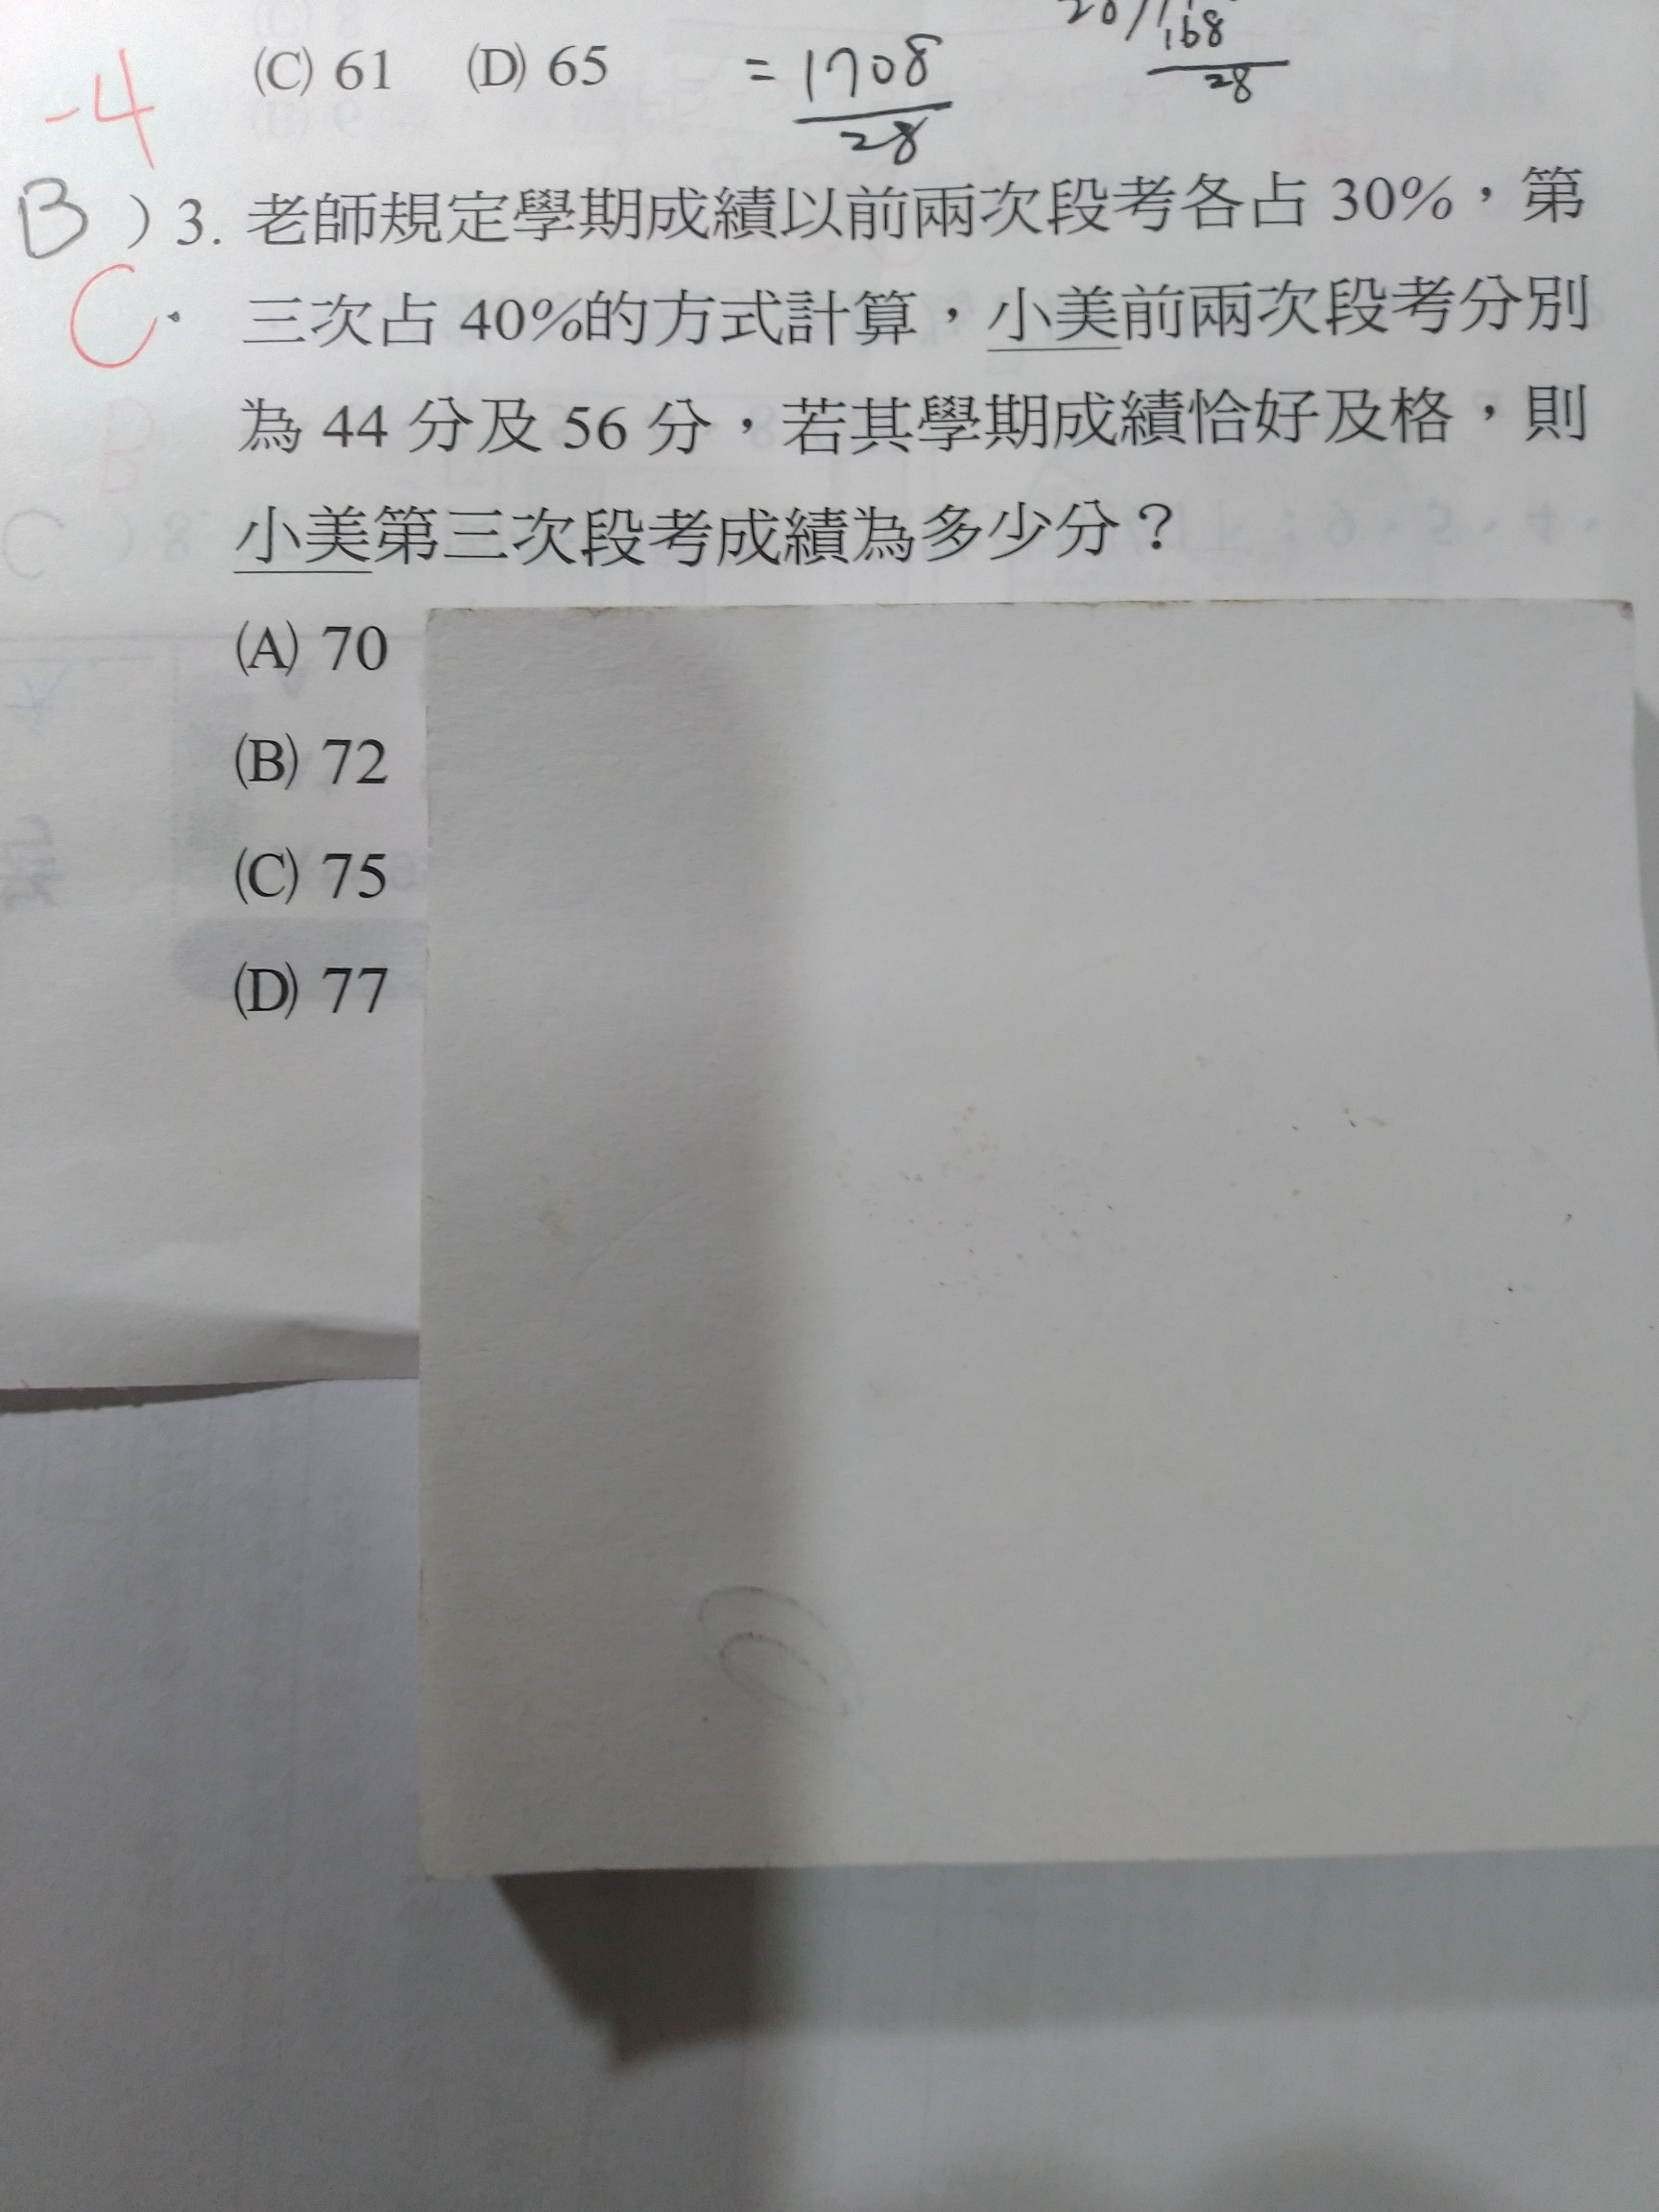 (C) 61 (D) 65 = 1708/28
168
28
-4
B ) 3. 老師規定學期成績以前兩次段考各占 30%，第
C. 三次占 40%的方式計算，小美前兩次段考分別
為 44 分及 56 分，若其學期成績恰好及格，則
小美第三次段考成績為多少分？
(A) 70
(B) 72
(C) 75
(D) 77